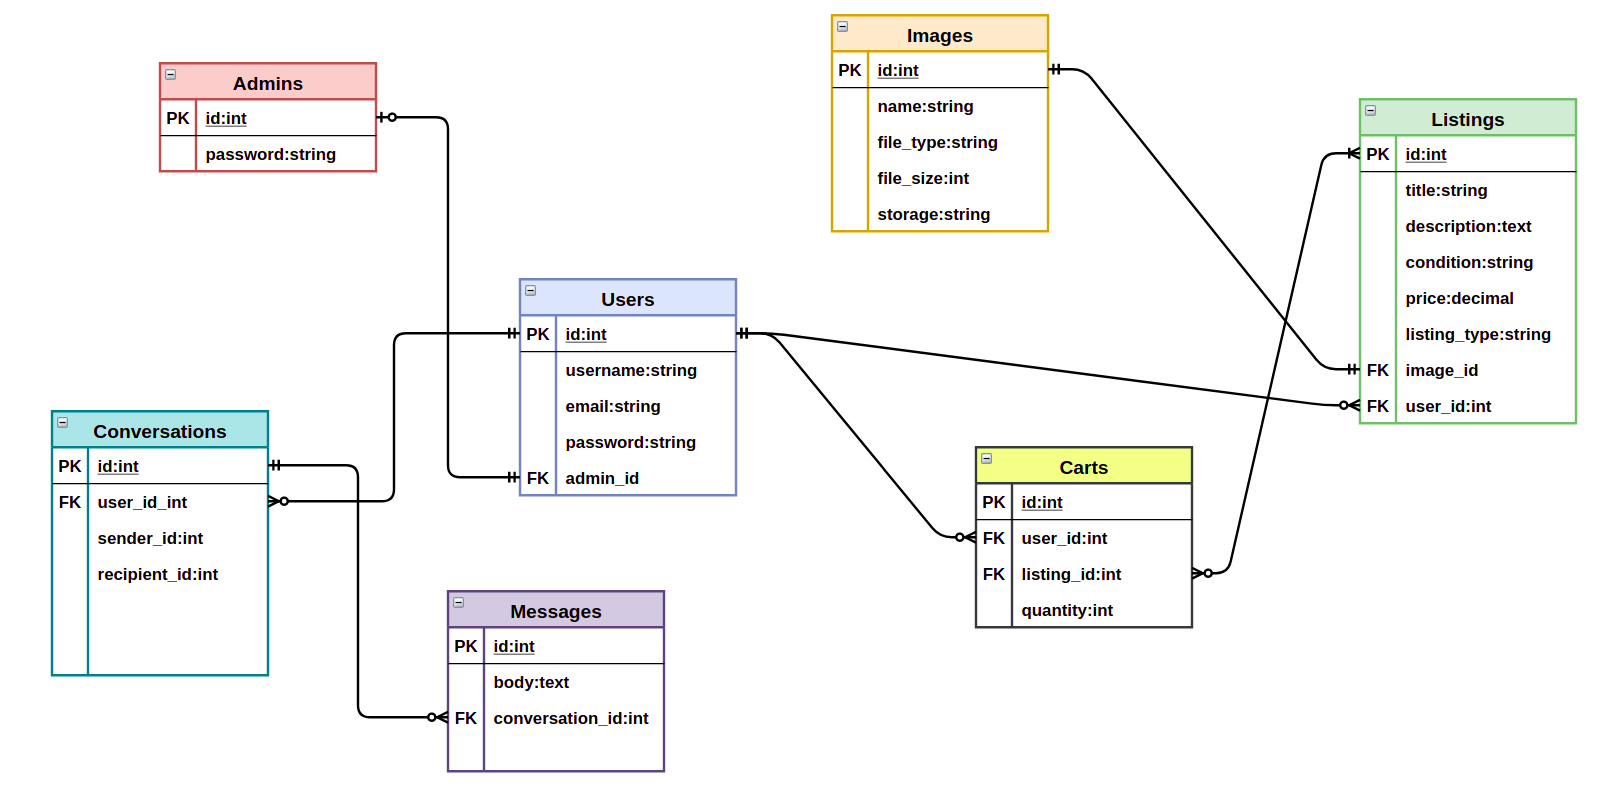 Images
PK id:int
name:string
file_type:string
file_size:int
storage:string
Admins
PK id:int
password:string
Listings
PK id:int
title:string
description:text
condition:string
price:decimal
listing_type:string
FK image_id
FK user_id:int
Users
PK id:int
username:string
email:string
password:string
FK admin_id
Conversations
PK id:int
FK user_id_int
sender_id:int
recipient_id:int
Carts
PK id:int
FK user_id:int
FK listing_id:int
quantity:int
Messages
PK id:int
body:text
FK conversation_id:int